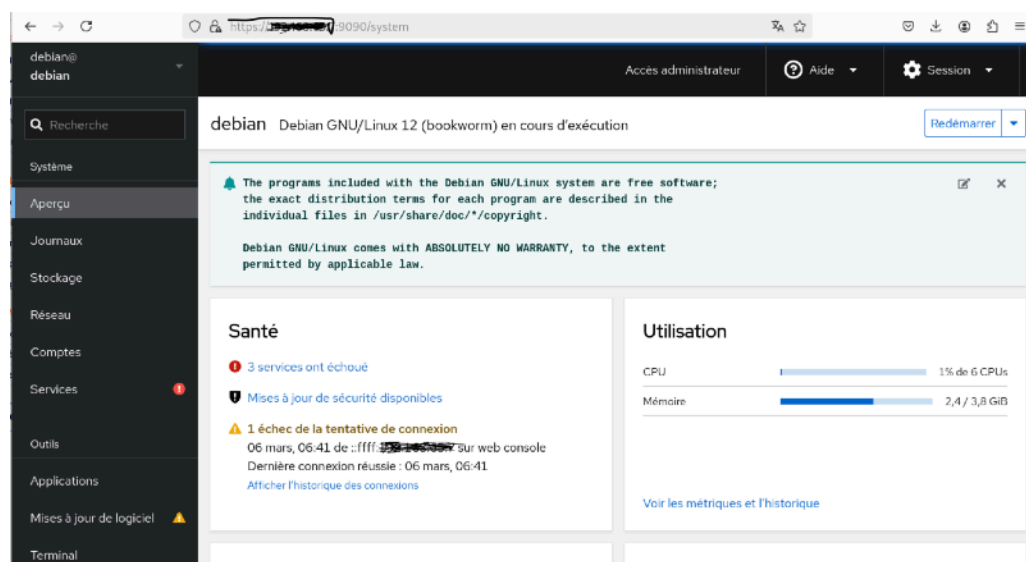 https:// :9090/system
debian@
debian
Accès administrateur
Aide
Session
Recherche
debian Debian GNU/Linux 12 (bookworm) en cours d'exécution
Redémarrer
Système
Aperçu
Journaux
Stockage
Réseau
Comptes
Services
Outils
Applications
Mises à jour de logiciel
Terminal
The programs included with the Debian GNU/Linux system are free software;
the exact distribution terms for each program are described in the
individual files in /usr/share/doc/*/copyright.
Debian GNU/Linux comes with ABSOLUTELY NO WARRANTY, to the extent
permitted by applicable law.
Santé
3 services ont échoué
Mises à jour de sécurité disponibles
1 échec de la tentative de connexion
06 mars, 06:41 de ::ffff: sur web console
Dernière connexion réussie : 06 mars, 06:41
Afficher l'historique des connexions
Utilisation
CPU 1% de 6 CPUs
Mémoire 2,4 / 3,8 GiB
Voir les métriques et l'historique